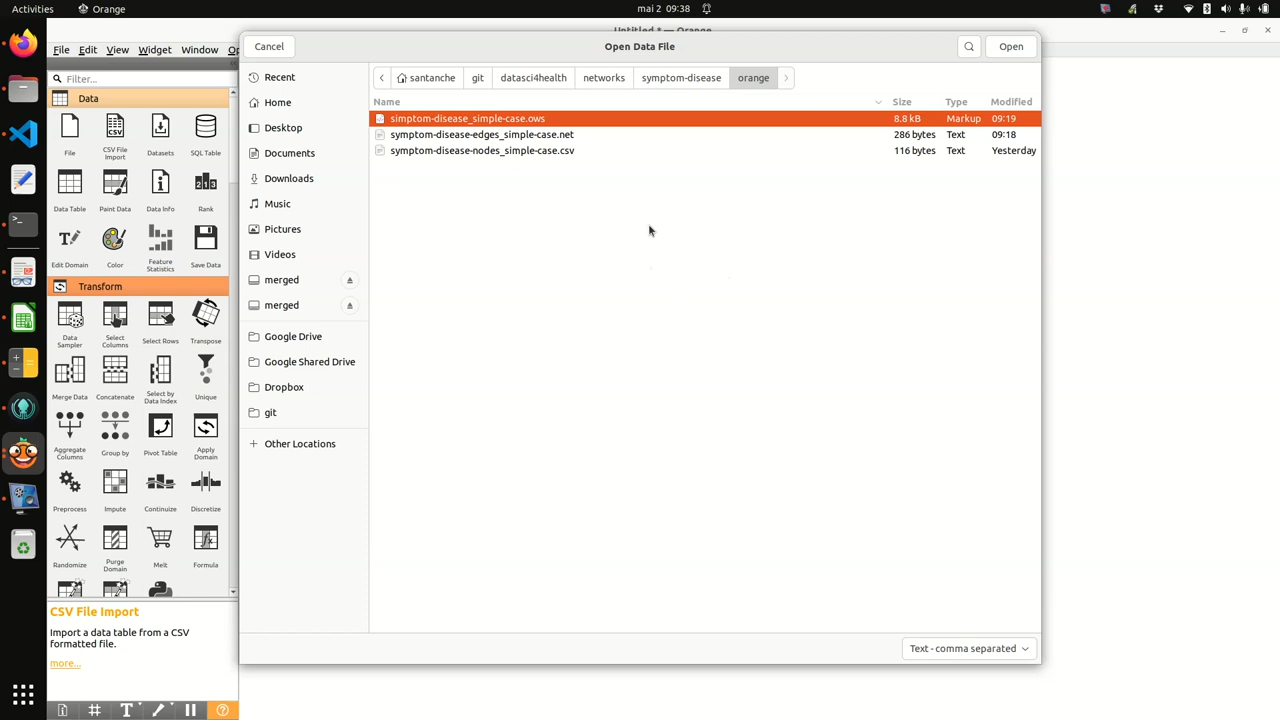 Activities Orange mai 2 09:38
Untitled * — Orange
File Edit View Widget Window Op
Cancel Open Data File Open
Filter...
Data
File CSV File Import Datasets SQL Table
Data Table Paint Data Data Info Rank
Edit Domain Color Feature Statistics Save Data
Transform
Data Sampler Select Columns Select Rows Transpose
Merge Data Concatenate Select by Data Index Unique
Aggregate Columns Group by Pivot Table Apply Domain
Preprocess Impute Continuize Discretize
Randomize Purge Domain Melt Formula
CSV File Import
Import a data table from a CSV
formatted file.
more...
Recent
Home
Desktop
Documents
Downloads
Music
Pictures
Videos
merged
merged
Google Drive
Google Shared Drive
Dropbox
git
+ Other Locations
santanche git datasci4health networks symptom-disease orange
Name Size Type Modified
simptom-disease_simple-case.ows 8.8 kB Markup 09:19
symptom-disease-edges_simple-case.net 286 bytes Text 09:18
symptom-disease-nodes_simple-case.csv 116 bytes Text Yesterday
Text - comma separated